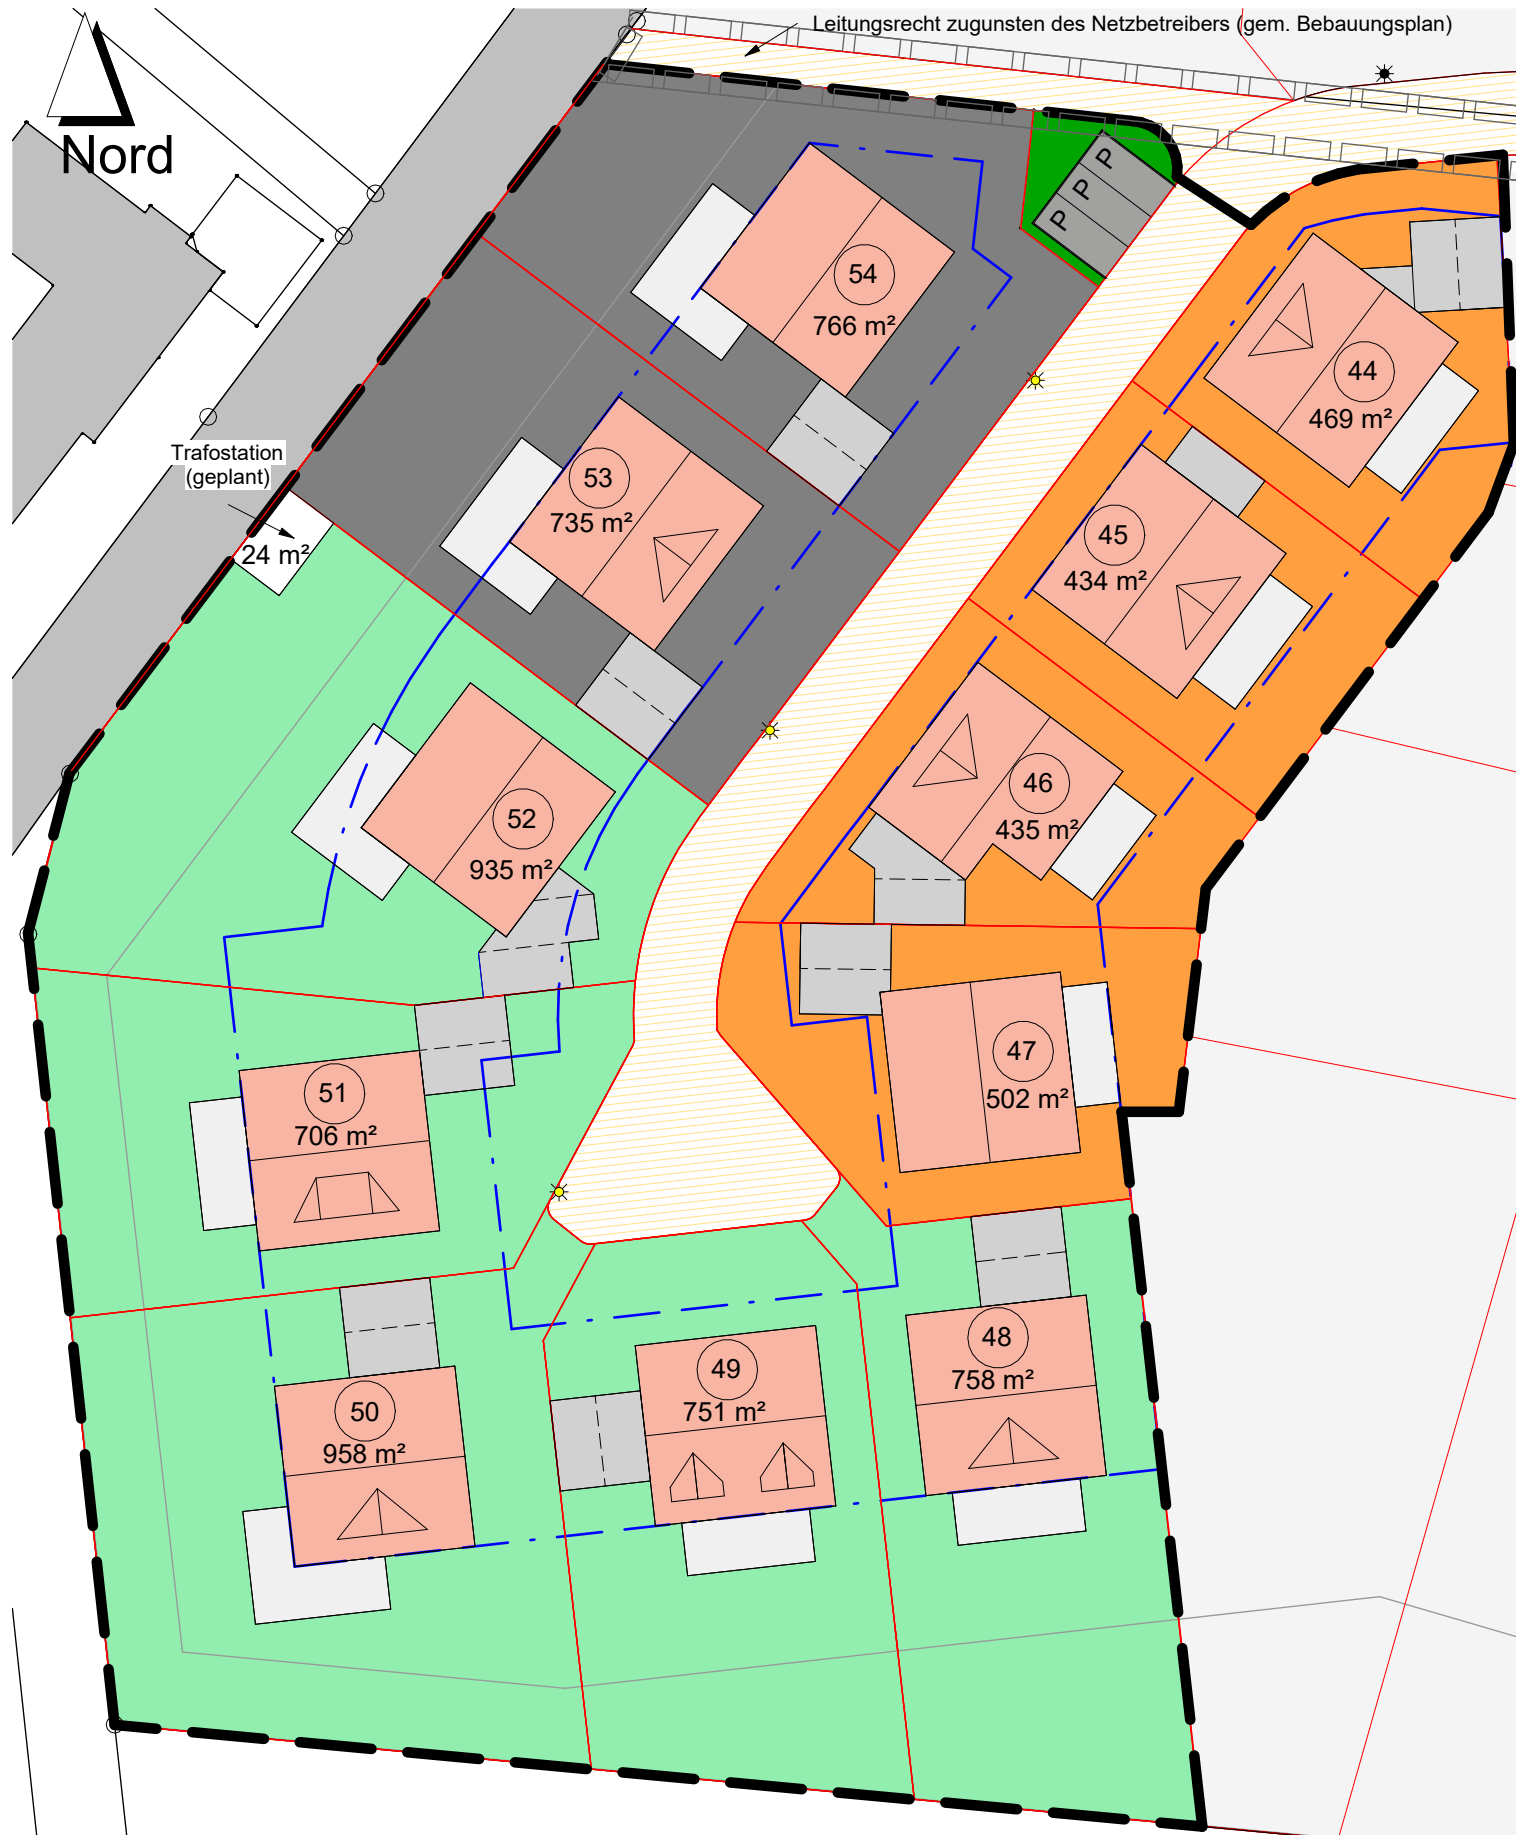 Leitungsrecht zugunsten des Netzbetreibers (gem. Bebauungsplan)
Nord
P
P
P
54
766 m²
44
469 m²
Trafostation
(geplant)
24 m²
53
735 m²
45
434 m²
46
435 m²
52
935 m²
47
502 m²
51
706 m²
48
758 m²
49
751 m²
50
958 m²